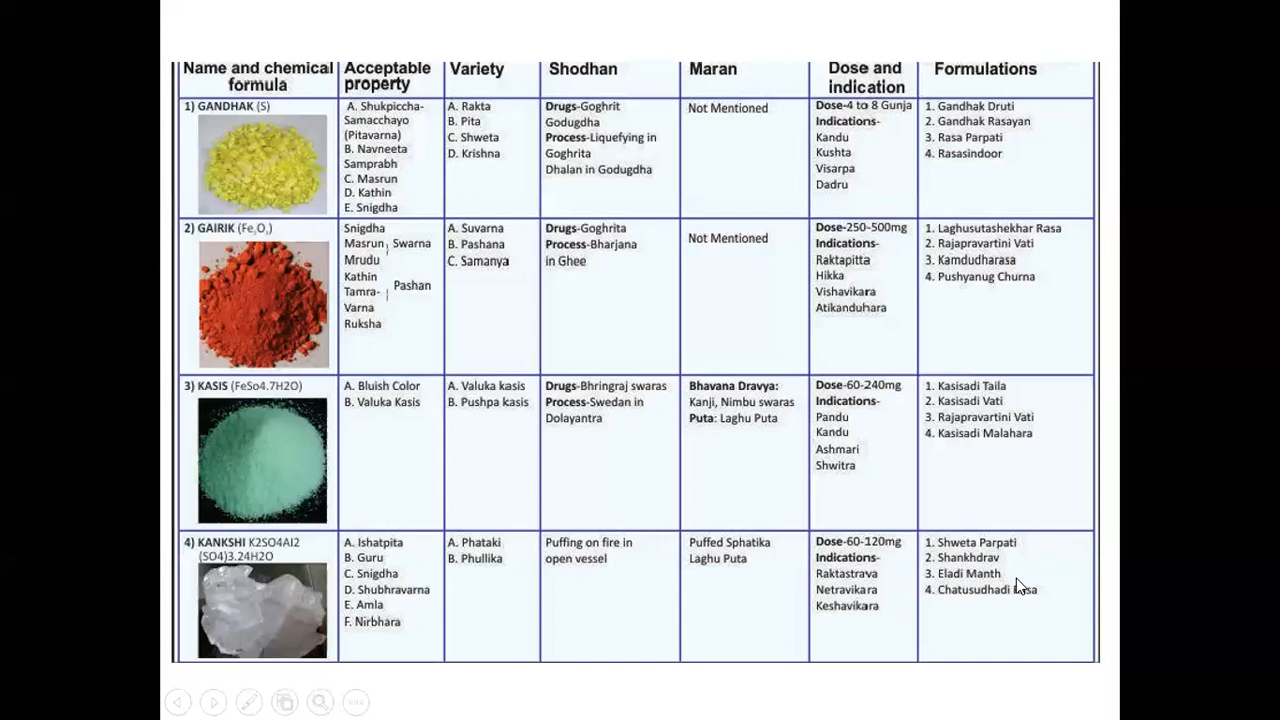 Name and chemical formula
Acceptable property
Variety
Shodhan
Maran
Dose and indication
Formulations
1) GANDHAK (S)
A. Shukpiccha-
Samacchayo
(Pitavarna)
B. Navneeta
Samprabh
C. Masrun
D. Kathin
E. Snigdha
A. Rakta
B. Pita
C. Shweta
D. Krishna
Drugs-Goghrit
Godugdha
Process-Liquefying in
Goghrita
Dhalan in Godugdha
Not Mentioned
Dose-4 to 8 Gunja
Indications-
Kandu
Kushta
Visarpa
Dadru
1. Gandhak Druti
2. Gandhak Rasayan
3. Rasa Parpati
4. Rasasindoor
2) GAIRIK (Fe2O3)
Snigdha
Masrun Swarna
Mrudu
Kathin
Tamra- Pashan
Varna
Ruksha
A. Suvarna
B. Pashana
C. Samanya
Drugs-Goghrita
Process-Bharjana
in Ghee
Not Mentioned
Dose-250-500mg
Indications-
Raktapitta
Hikka
Vishavikara
Atikanduhara
1. Laghusutashekhar Rasa
2. Rajapravartini Vati
3. Kamdudharasa
4. Pushyanug Churna
3) KASIS (FeSo4.7H2O)
A. Bluish Color
B. Valuka Kasis
A. Valuka kasis
B. Pushpa kasis
Drugs-Bhringraj swaras
Process-Swedan in
Dolayantra
Bhavana Dravya:
Kanji, Nimbu swaras
Puta: Laghu Puta
Dose-60-240mg
Indications-
Pandu
Kandu
Ashmari
Shwitra
1. Kasisadi Taila
2. Kasisadi Vati
3. Rajapravartini Vati
4. Kasisadi Malahara
4) KANKSHI K2SO4Al2
(SO4)3.24H2O
A. Ishatpita
B. Guru
C. Snigdha
D. Shubhravarna
E. Amla
F. Nirbhara
A. Phataki
B. Phullika
Puffing on fire in
open vessel
Puffed Sphatika
Laghu Puta
Dose-60-120mg
Indications-
Raktastrava
Netravikara
Keshavikara
1. Shweta Parpati
2. Shankhdrav
3. Eladi Manth
4. Chatusudhadi